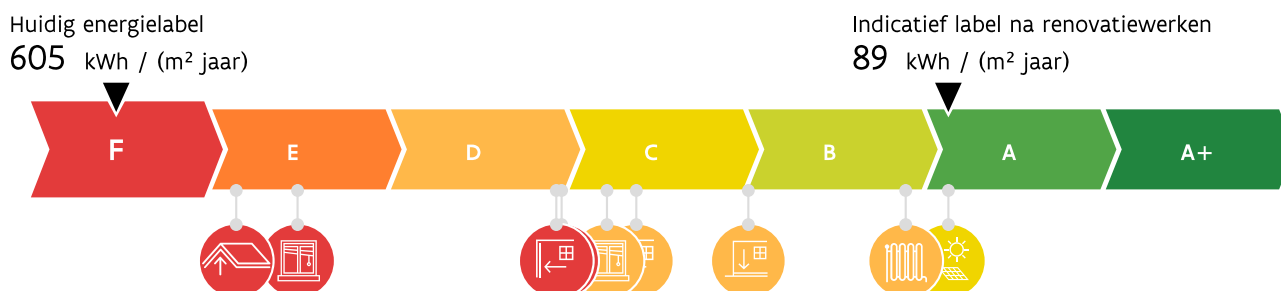 Huidig energielabel
605 kWh / (m² jaar)
Indicatief label na renovatiewerken
89 kWh / (m² jaar)
F
E
D
C
B
A
A+